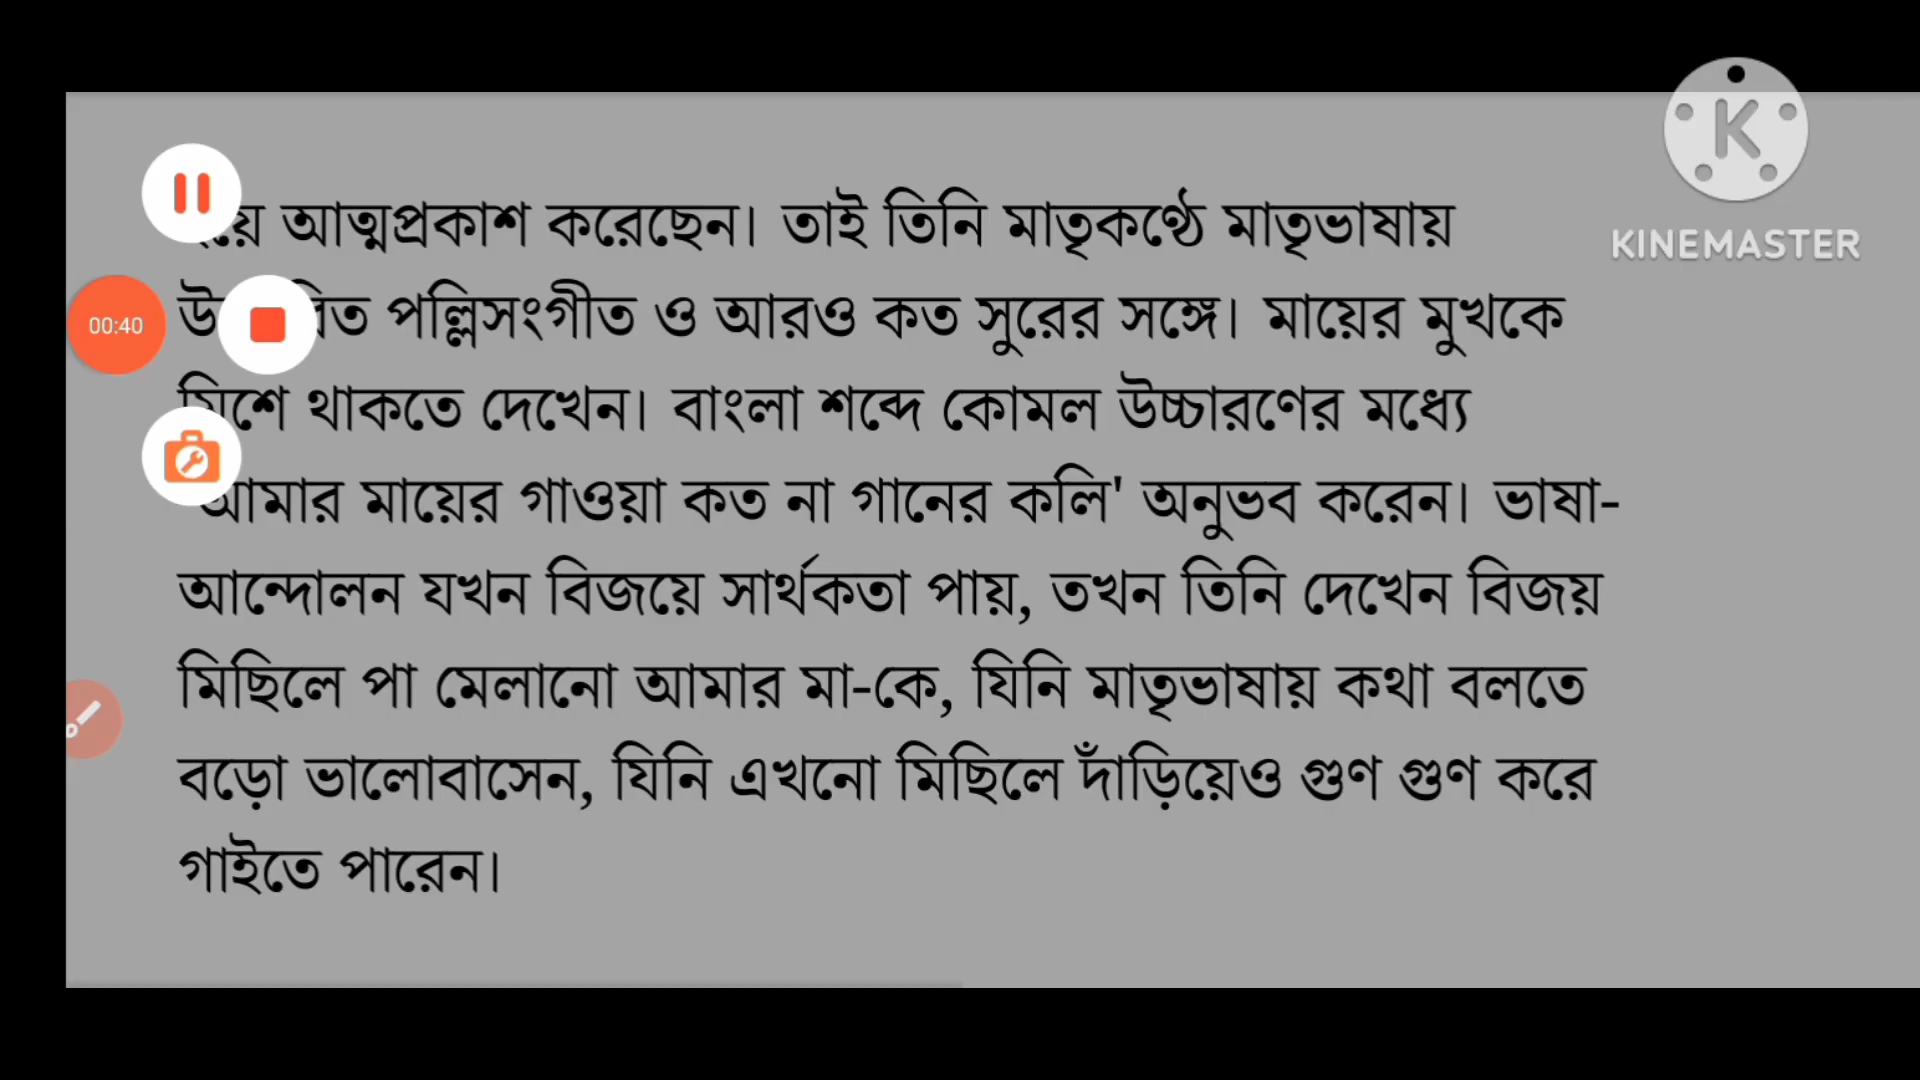 আত্মপ্রকাশ করেছেন। তাই তিনি মাতৃকণ্ঠে মাতৃভাষায়
KINEMASTER
00:40
পল্লিসংগীত ও আরও কত সুরের সঙ্গে। মায়ের মুখকে
মিশে থাকতে দেখেন। বাংলা শব্দে কোমল উচ্চারণের মধ্যে
আমার মায়ের গাওয়া কত না গানের কলি' অনুভব করেন। ভাষা-
আন্দোলন যখন বিজয়ে সার্থকতা পায়, তখন তিনি দেখেন বিজয়
মিছিলে পা মেলানো আমার মা-কে, যিনি মাতৃভাষায় কথা বলতে
বড়ো ভালোবাসেন, যিনি এখনো মিছিলে দাঁড়িয়েও গুণ গুণ করে
গাইতে পারেন।